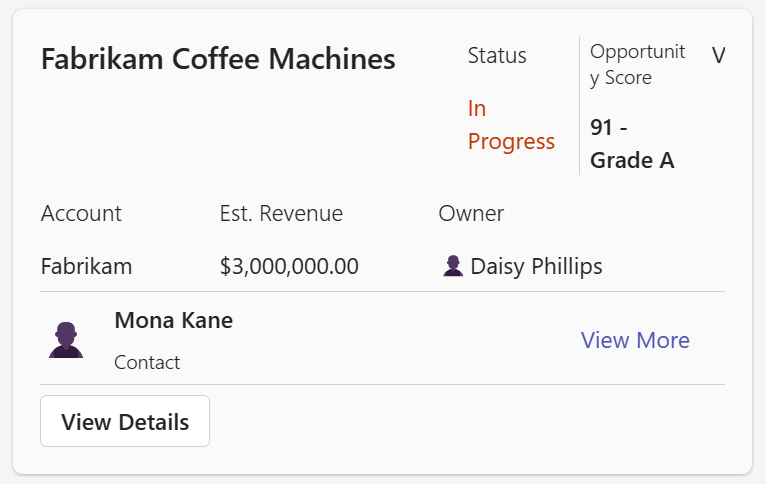 Fabrikam Coffee Machines
Status
In
Progress
Opportunit
y Score
91 -
Grade A
V
Account
Est. Revenue
Owner
Fabrikam
$3,000,000.00
Daisy Phillips
Mona Kane
Contact
View More
View Details